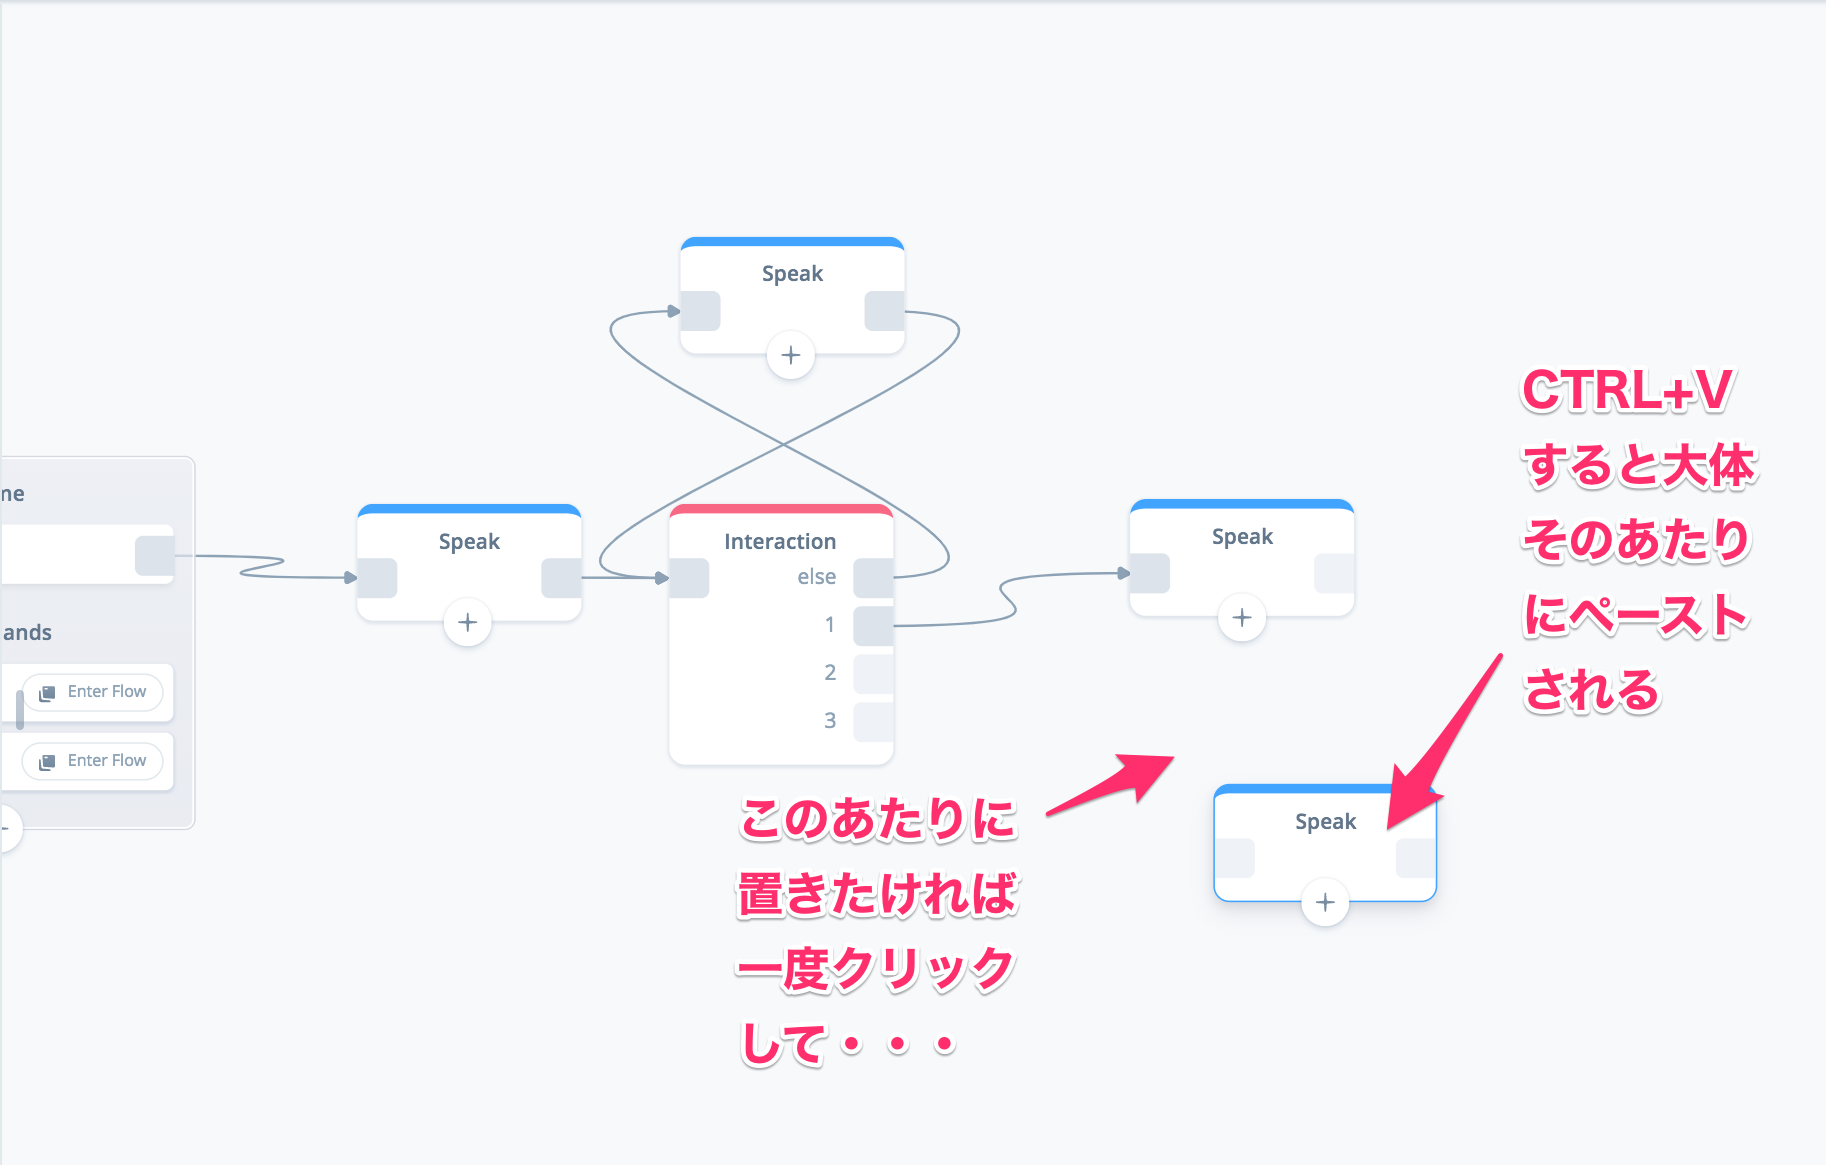 Speak
CTRL+V
すると大体
そのあたり
にペースト
される
me
Speak
Interaction
Speak
else
1
2
3
ands
Enter Flow
Enter Flow
このあたりに
置きたければ
一度クリック
して・・・
Speak